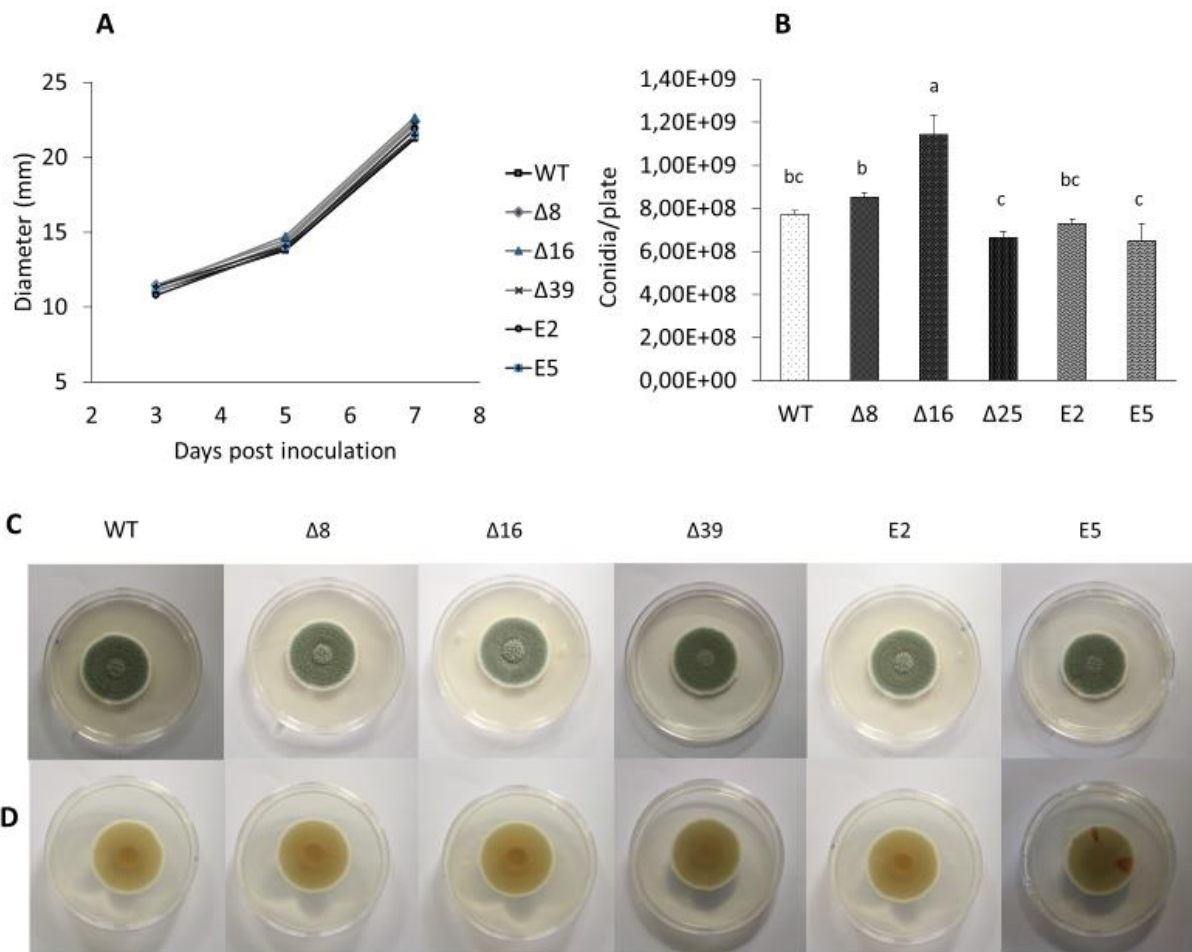 A
25
20
15
10
5
Diameter (mm)
2 3 4 5 6 7 8
Days post inoculation
WT
Δ8
Δ16
Δ39
E2
E5
B
1,40E+09
1,20E+09
1,00E+09
8,00E+08
6,00E+08
4,00E+08
2,00E+08
0,00E+00
Conidia/plate
bc b a c bc c
WT Δ8 Δ16 Δ25 E2 E5
C
WT Δ8 Δ16 Δ39 E2 E5
D